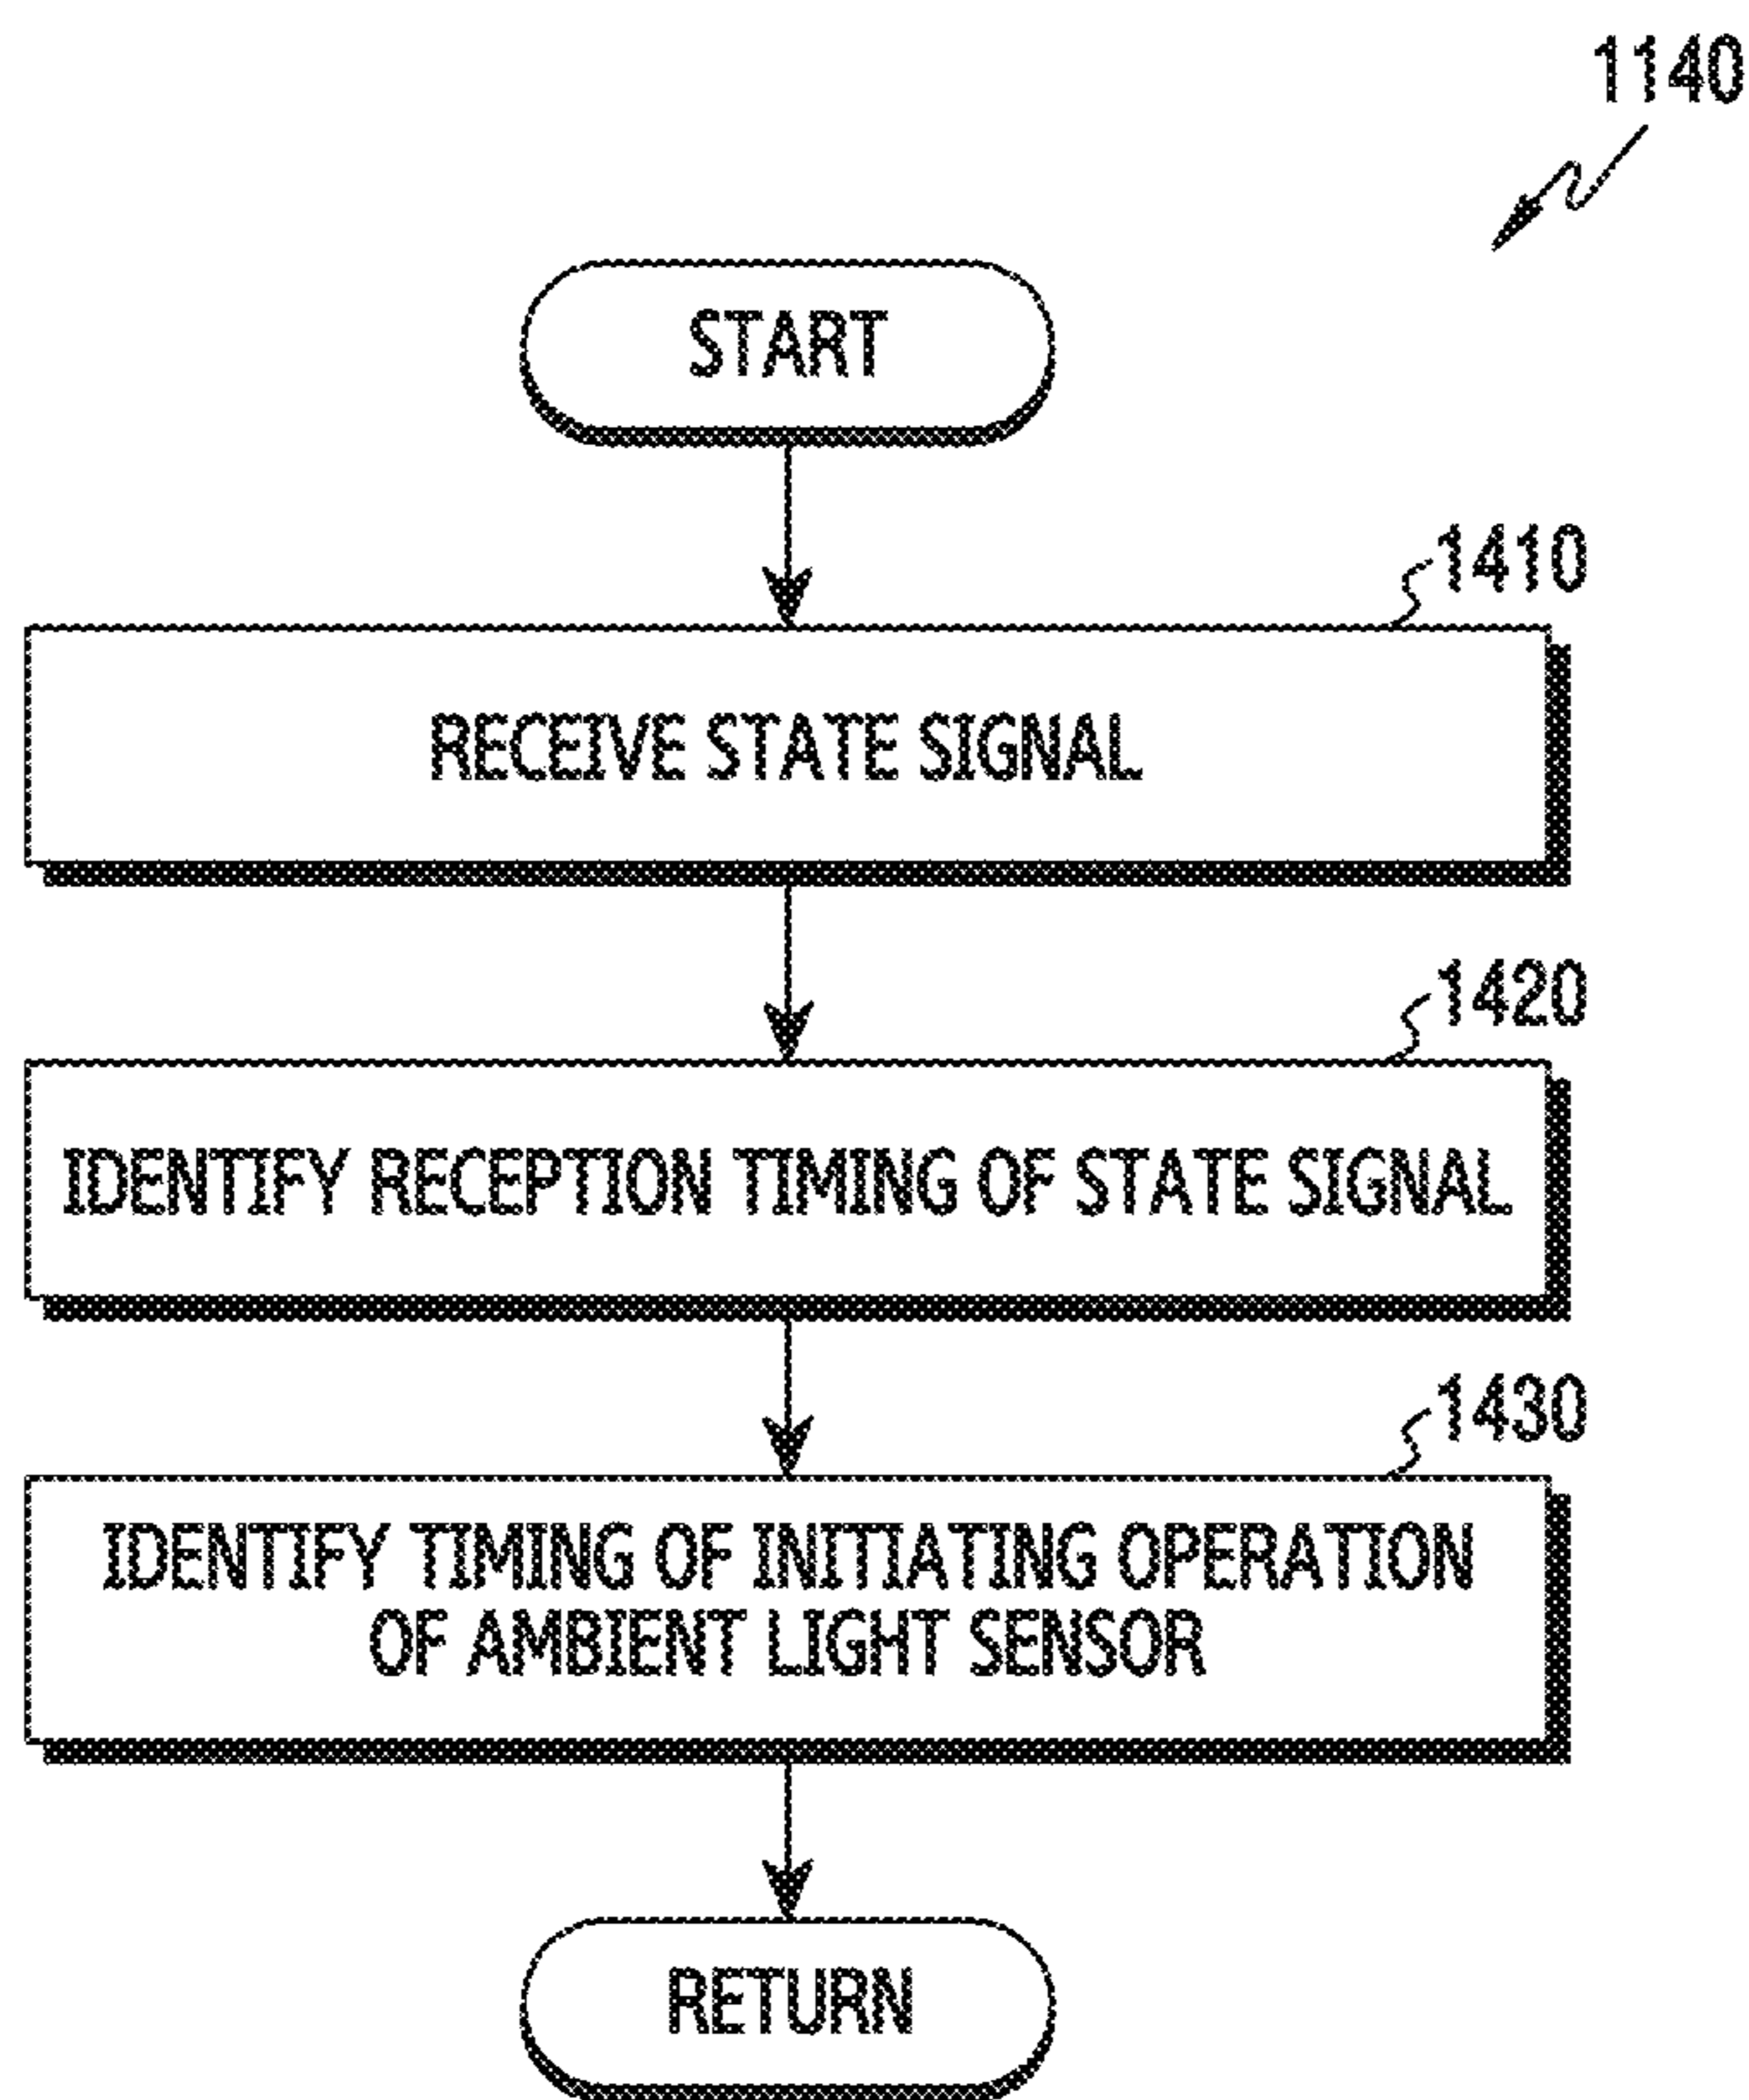 1140
START
1410
RECEIVE STATE SIGNAL
1420
IDENTIFY RECEPTION TIMING OF STATE SIGNAL
1430
IDENTIFY TIMING OF INITIATING OPERATION
OF AMBIENT LIGHT SENSOR
RETURN